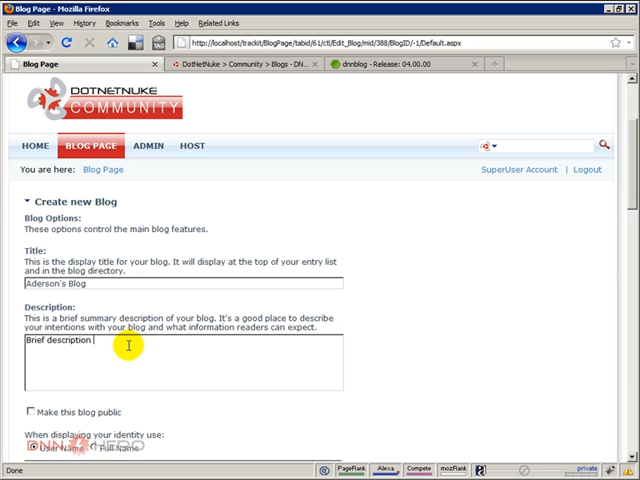 Blog Page - Mozilla Firefox
File Edit View History Bookmarks Tools Help Related Links
http://localhost/trackit/BlogPage/tabid/61/ctl/Edit_Blog/mid/388/BlogID/-1/Default.aspx
Blog Page
DotNetNuke > Community > Blogs - DN...
dnnblog - Release: 04.00.00
DOTNETNUKE
COMMUNITY
HOME BLOG PAGE ADMIN HOST
You are here: Blog Page SuperUser Account | Logout
Create new Blog
Blog Options:
These options control the main blog features.
Title:
This is the display title for your blog. It will display at the top of your entry list
and in the blog directory.
Aderson's Blog
Description:
This is a brief summary description of your blog. It's a good place to describe
your intentions with your blog and what information readers can expect.
Brief description
Make this blog public
When displaying your identity use:
User Name Full Name
DNN HERO
Done PageRank Alexa Compete mozRank private